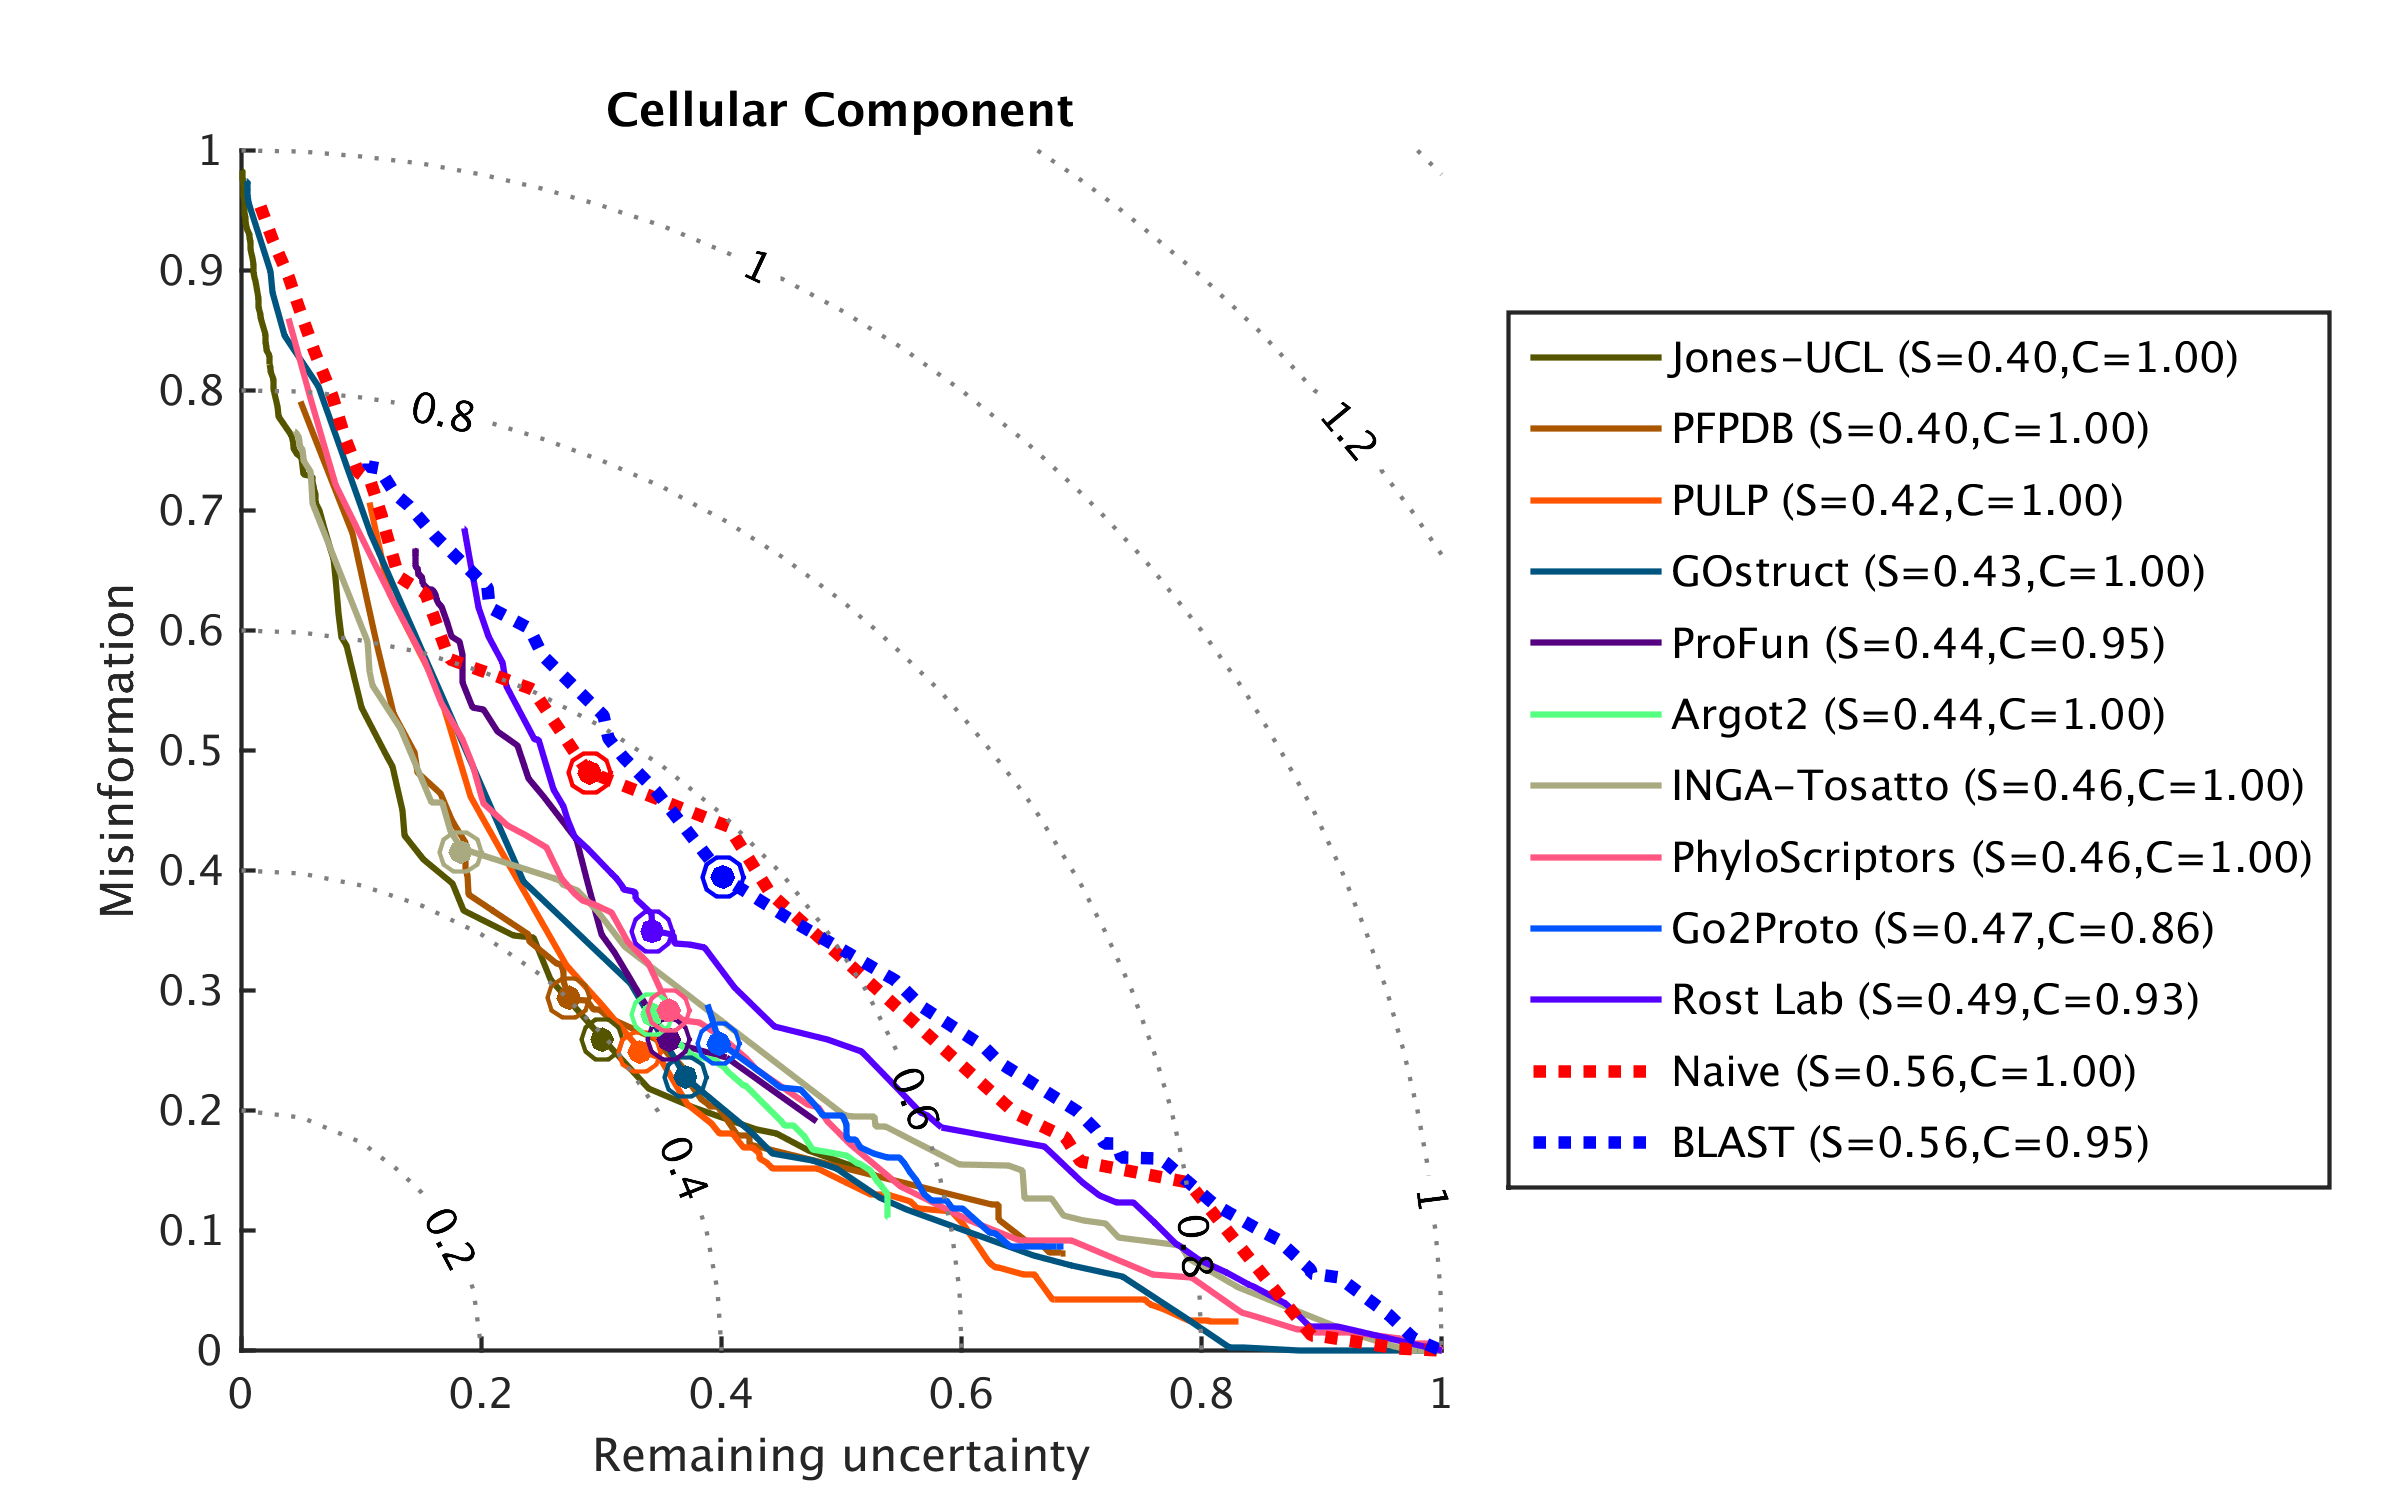 Cellular Component
1
0.9
0.8
0.7
0.6
0.5
0.4
0.3
0.2
0.1
0
Misinformation
0 0.2 0.4 0.6 0.8 1
Remaining uncertainty
1
0.8
1.2
0.6
0.4
0.2
0.8
1
Jones-UCL (S=0.40,C=1.00)
PFPDB (S=0.40,C=1.00)
PULP (S=0.42,C=1.00)
GOstruct (S=0.43,C=1.00)
ProFun (S=0.44,C=0.95)
Argot2 (S=0.44,C=1.00)
INGA-Tosatto (S=0.46,C=1.00)
PhyloScriptors (S=0.46,C=1.00)
Go2Proto (S=0.47,C=0.86)
Rost Lab (S=0.49,C=0.93)
Naive (S=0.56,C=1.00)
BLAST (S=0.56,C=0.95)